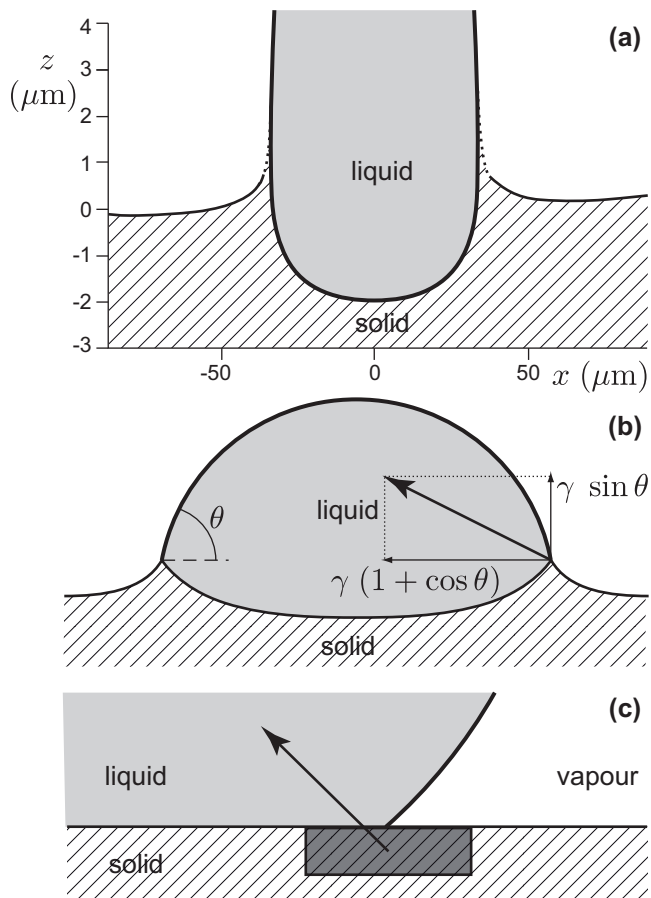 4
(a)
z
3
(μm)
2
1
liquid
0
-1
-2
solid
-3
-50
0
50
x (μm)
(b)
γ sin θ
θ
liquid
γ (1 + cos θ)
solid
(c)
liquid
vapour
solid